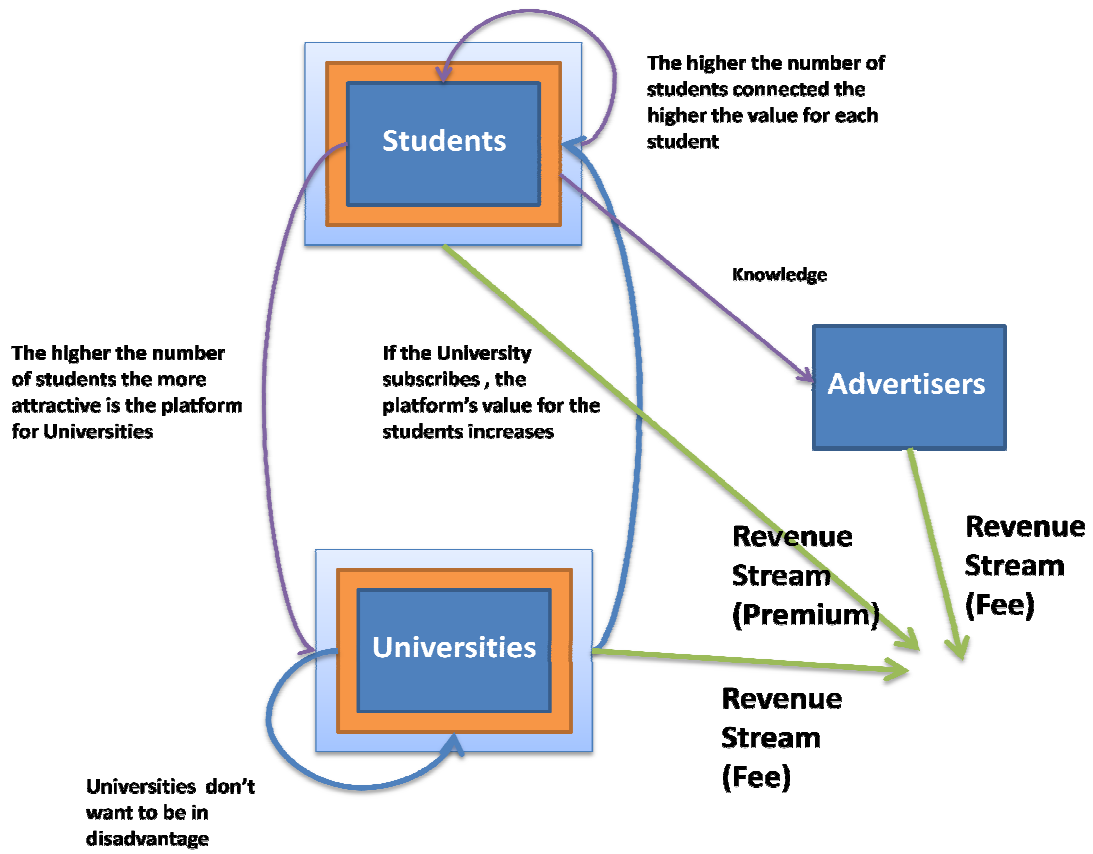 The higher the number of
students connected the
higher the value for each
student
Students
Knowledge
The higher the number
of students the more
attractive is the platform
for Universities
If the University
subscribes , the
platform's value for the
students increases
Advertisers
Revenue
Stream
(Premium)
Revenue
Stream
(Fee)
Universities
Revenue
Stream
(Fee)
Universities  don't
want to be in
disadvantage